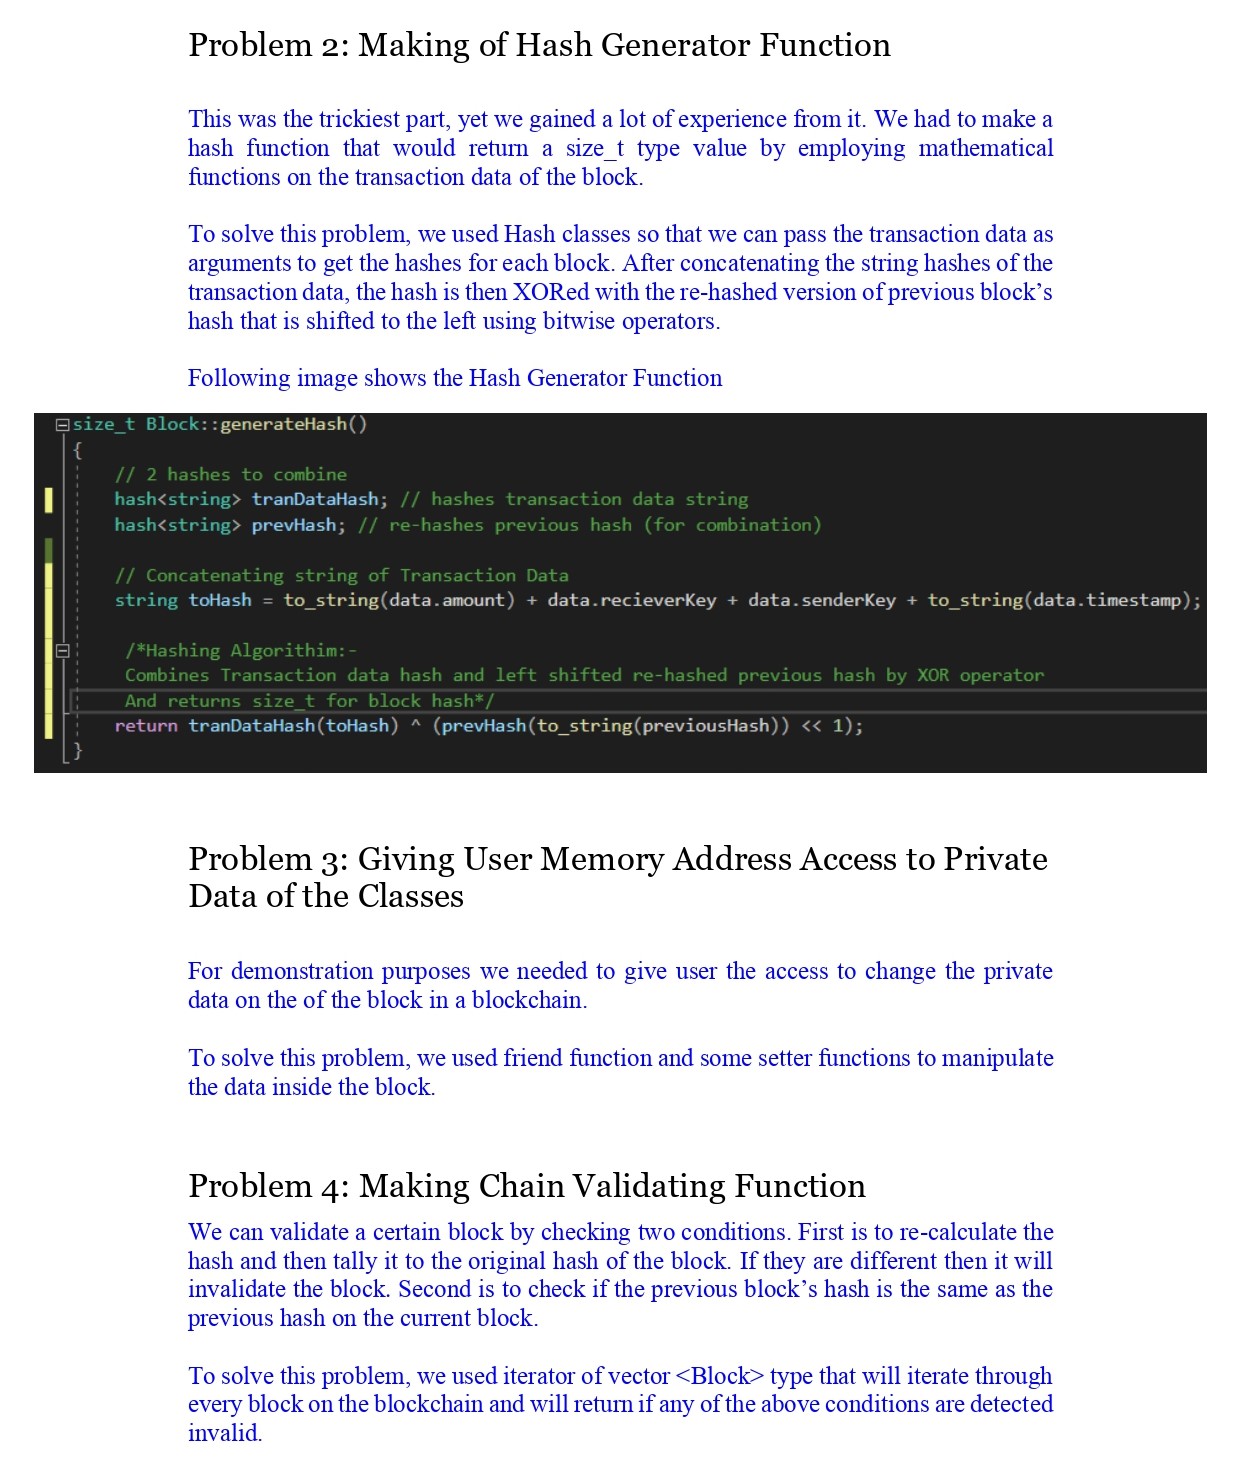 Problem 2: Making of Hash Generator Function
This was the trickiest part, yet we gained a lot of experience from it. We had to make a
hash function that would return a size_t type value by employing mathematical
functions on the transaction data of the block.
To solve this problem, we used Hash classes so that we can pass the transaction data as
arguments to get the hashes for each block. After concatenating the string hashes of the
transaction data, the hash is then XORed with the re-hashed version of previous block’s
hash that is shifted to the left using bitwise operators.
Following image shows the Hash Generator Function
size_t Block::generateHash()
{
// 2 hashes to combine
hash<string> tranDataHash; // hashes transaction data string
hash<string> prevHash; // re-hashes previous hash (for combination)
// Concatenating string of Transaction Data
string toHash = to_string(data.amount) + data.recieverKey + data.senderKey + to_string(data.timestamp);
/*Hashing Algorithim:-
Combines Transaction data hash and left shifted re-hashed previous hash by XOR operator
And returns size_t for block hash*/
return tranDataHash(toHash) ^ (prevHash(to_string(previousHash)) << 1);
}
Problem 3: Giving User Memory Address Access to Private
Data of the Classes
For demonstration purposes we needed to give user the access to change the private
data on the of the block in a blockchain.
To solve this problem, we used friend function and some setter functions to manipulate
the data inside the block.
Problem 4: Making Chain Validating Function
We can validate a certain block by checking two conditions. First is to re-calculate the
hash and then tally it to the original hash of the block. If they are different then it will
invalidate the block. Second is to check if the previous block’s hash is the same as the
previous hash on the current block.
To solve this problem, we used iterator of vector <Block> type that will iterate through
every block on the blockchain and will return if any of the above conditions are detected
invalid.